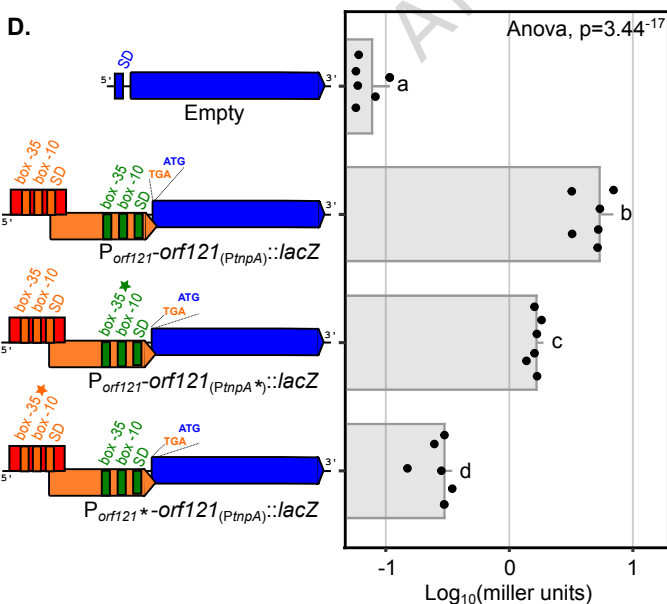 D.
Anova, p=3.44⁻¹⁷
SD
5'
3'
Empty
a
box -35
box -10
SD
box -35
box -10
SD
TGA
ATG
5'
3'
Porf121-orf121(PtnpA)::lacZ
b
box -35
box -10
SD
box -35★
box -10
SD
TGA
ATG
5'
3'
Porf121-orf121(PtnpA*)::lacZ
c
box -35★
box -10
SD
box -35
box -10
SD
TGA
ATG
5'
3'
Porf121*-orf121(PtnpA)::lacZ
d
-1 0 1
Log₁₀(miller units)